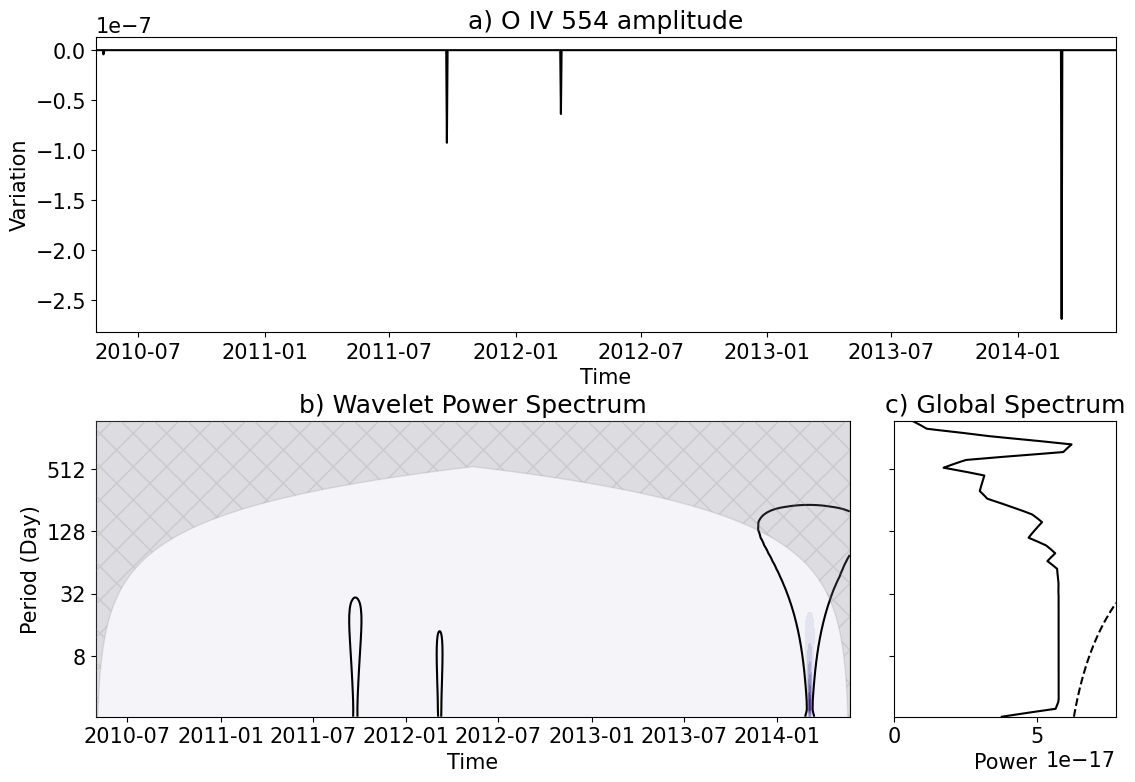 a) O IV 554 amplitude
1e−7
0.0
−0.5
−1.0
−1.5
−2.0
−2.5
Variation
2010-07 2011-01 2011-07 2012-01 2012-07 2013-01 2013-07 2014-01
Time
b) Wavelet Power Spectrum
512
128
32
8
Period (Day)
2010-07 2011-01 2011-07 2012-01 2012-07 2013-01 2013-07 2014-01
Time
c) Global Spectrum
0 5
Power 1e−17